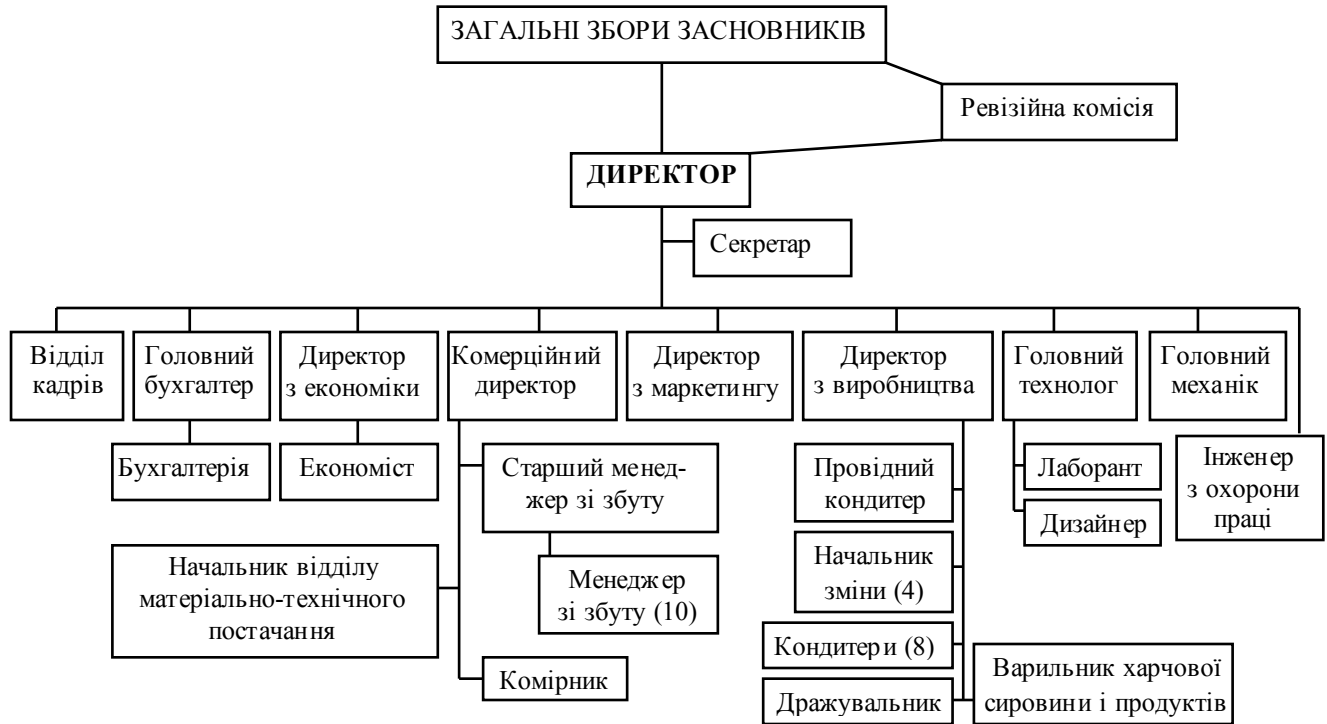 ЗАГАЛЬНІ ЗБОРИ ЗАСНОВНИКІВ
Ревізійна комісія
ДИРЕКТОР
Секретар
Відділ
кадрів
Головний
бухгалтер
Директор
з економіки
Комерційний
директор
Директор
з маркетингу
Директор
з виробництва
Головний
технолог
Головний
механік
Бухгалтерія
Економіст
Старший менед-
жер зі збуту
Менеджер
зі збуту (10)
Начальник відділу
матеріально-технічного
постачання
Комірник
Провідний
кондитер
Начальник
зміни (4)
Кондитери (8)
Дражувальник
Варильник харчової
сировини і продуктів
Лаборант
Дизайнер
Інженер
з охорони
праці